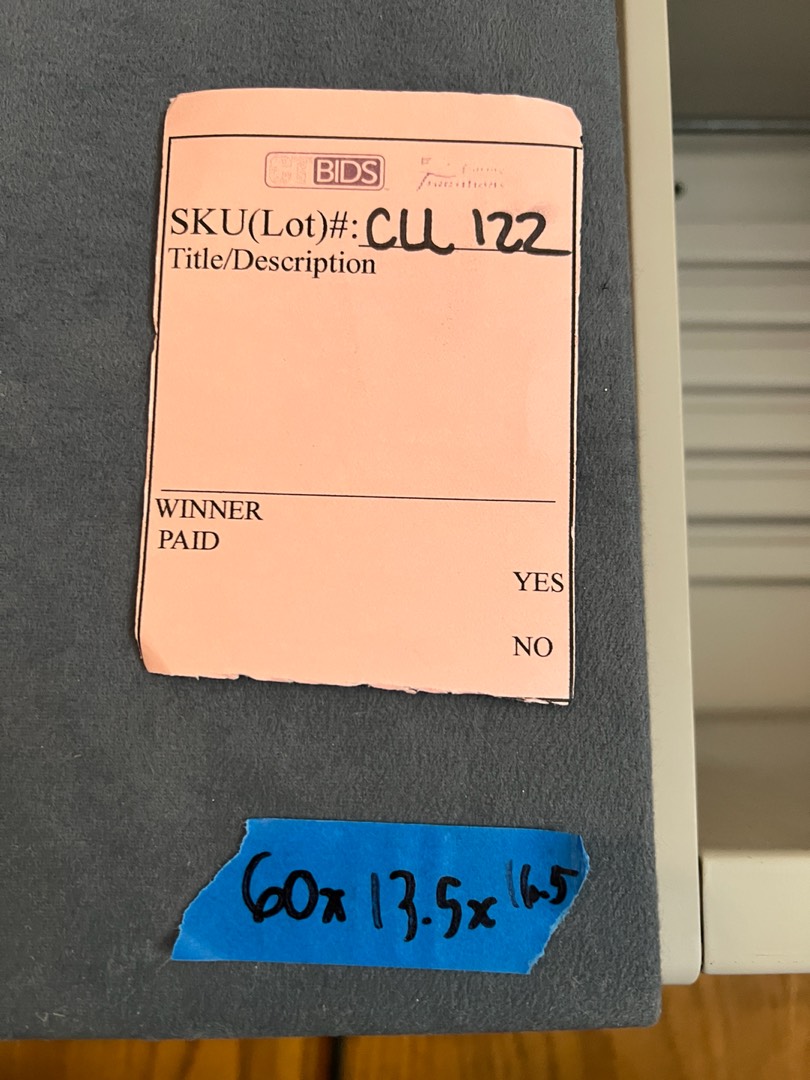 BIDS
SKU(Lot)#: CLL 122
Title/Description
WINNER
PAID
YES
NO
60x 13.5x 16.5